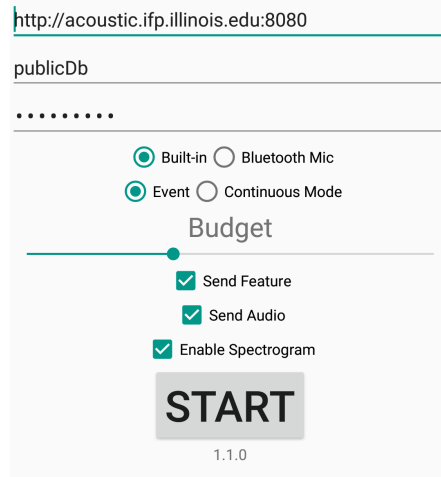 http://acoustic.ifp.illinois.edu:8080
publicDb
•••••••••
Built-in Bluetooth Mic
Event Continuous Mode
Budget
Send Feature
Send Audio
Enable Spectrogram
START
1.1.0